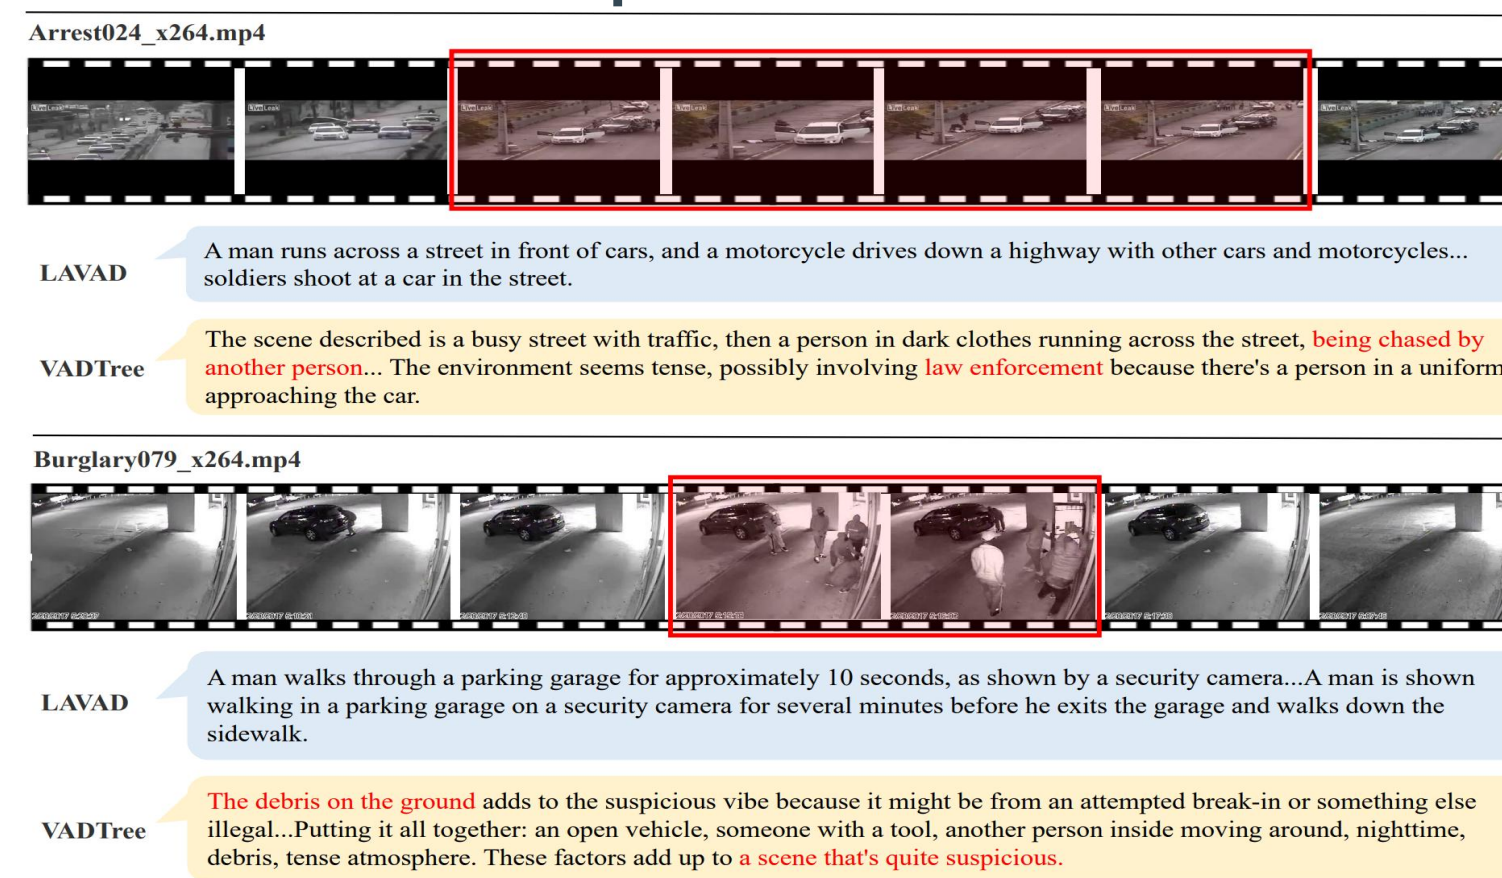 Arrest024_x264.mp4
LiveLeak LiveLeak LiveLeak LiveLeak LiveLeak LiveLeak LiveLeak
LAVAD
A man runs across a street in front of cars, and a motorcycle drives down a highway with other cars and motorcycles...
soldiers shoot at a car in the street.
VADTree
The scene described is a busy street with traffic, then a person in dark clothes running across the street, being chased by
another person... The environment seems tense, possibly involving law enforcement because there's a person in a uniform
approaching the car.
Burglary079_x264.mp4
LAVAD
A man walks through a parking garage for approximately 10 seconds, as shown by a security camera...A man is shown
walking in a parking garage on a security camera for several minutes before he exits the garage and walks down the
sidewalk.
VADTree
The debris on the ground adds to the suspicious vibe because it might be from an attempted break-in or something else
illegal...Putting it all together: an open vehicle, someone with a tool, another person inside moving around, nighttime,
debris, tense atmosphere. These factors add up to a scene that's quite suspicious.